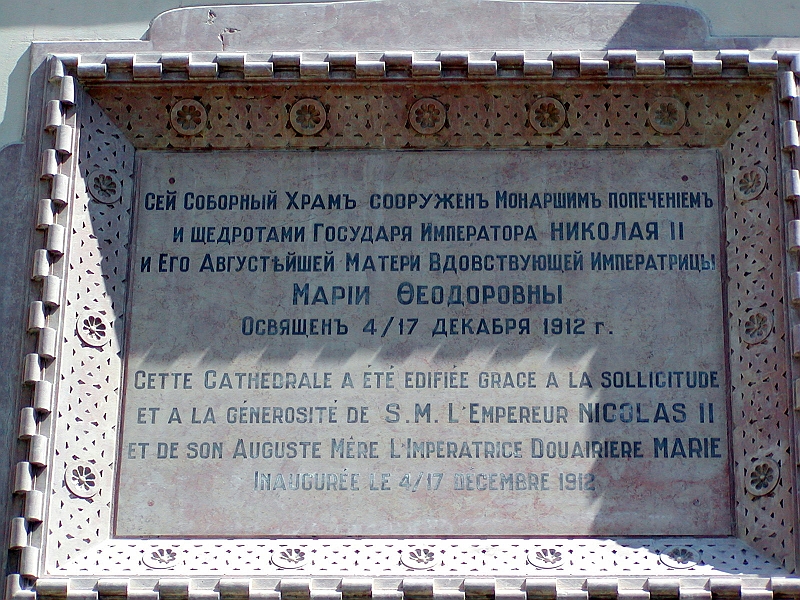 Сей Соборный Храмъ сооруженъ Монаршимъ попеченіемъ
и щедротами Государя Императора НИКОЛАЯ II
и Его Августѣйшей Матери Вдовствующей Императрицы
МАРІИ ѲЕОДОРОВНЫ
Освященъ 4/17 декабря 1912 г.
Cette Cathedrale a été edifiée grace a la sollicitude
et a la génerosité de S.M. l'Empereur NICOLAS II
et de son Auguste Mére l'Imperatrice Douairiere MARIE
Inaugurée le 4/17 Decembre 1912